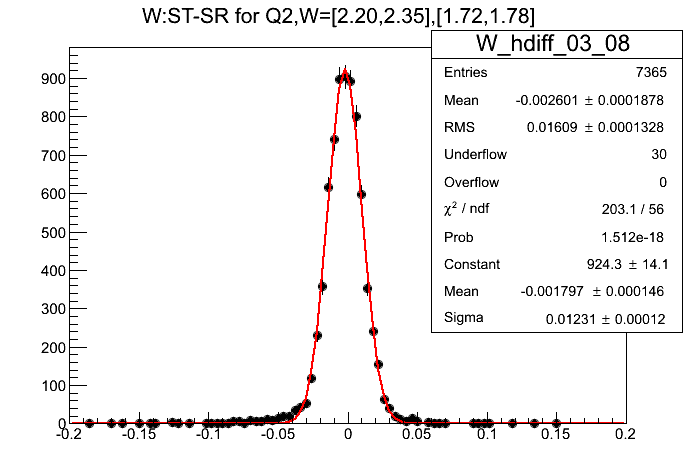 W:ST-SR for Q2,W=[2.20,2.35],[1.72,1.78]
W_hdiff_03_08
Entries 7365
Mean -0.002601 ± 0.0001878
RMS 0.01609 ± 0.0001328
Underflow 30
Overflow 0
χ² / ndf 203.1 / 56
Prob 1.512e-18
Constant 924.3 ± 14.1
Mean -0.001797 ± 0.000146
Sigma 0.01231 ± 0.00012
900
800
700
600
500
400
300
200
100
0
-0.2 -0.15 -0.1 -0.05 0 0.05 0.1 0.15 0.2